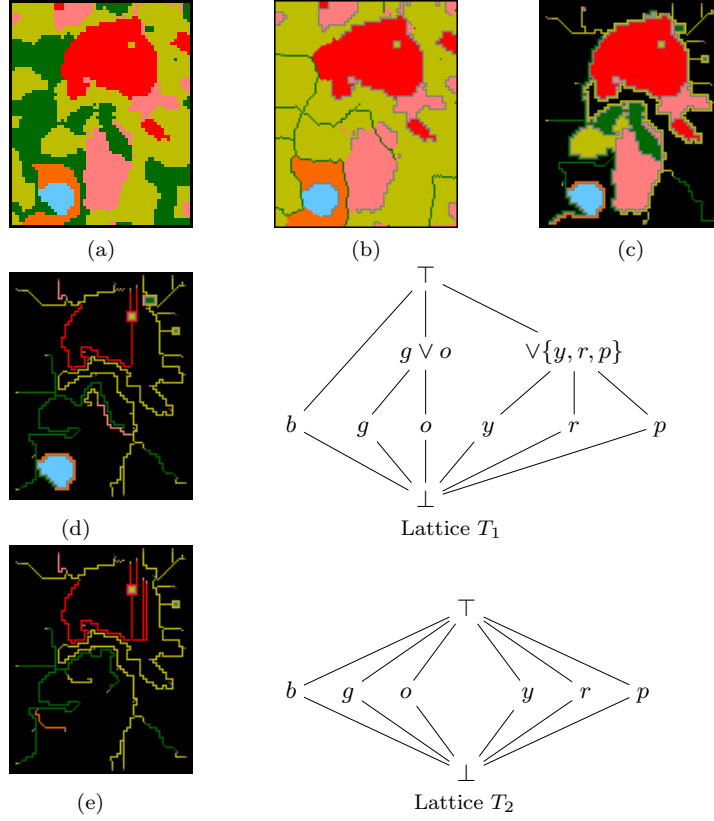 (a) (b) (c)
⊤
g ∨ o ∨{y, r, p}
b g o y r p
⊥
(d) Lattice T₁
⊤
b g o y r p
⊥
(e) Lattice T₂